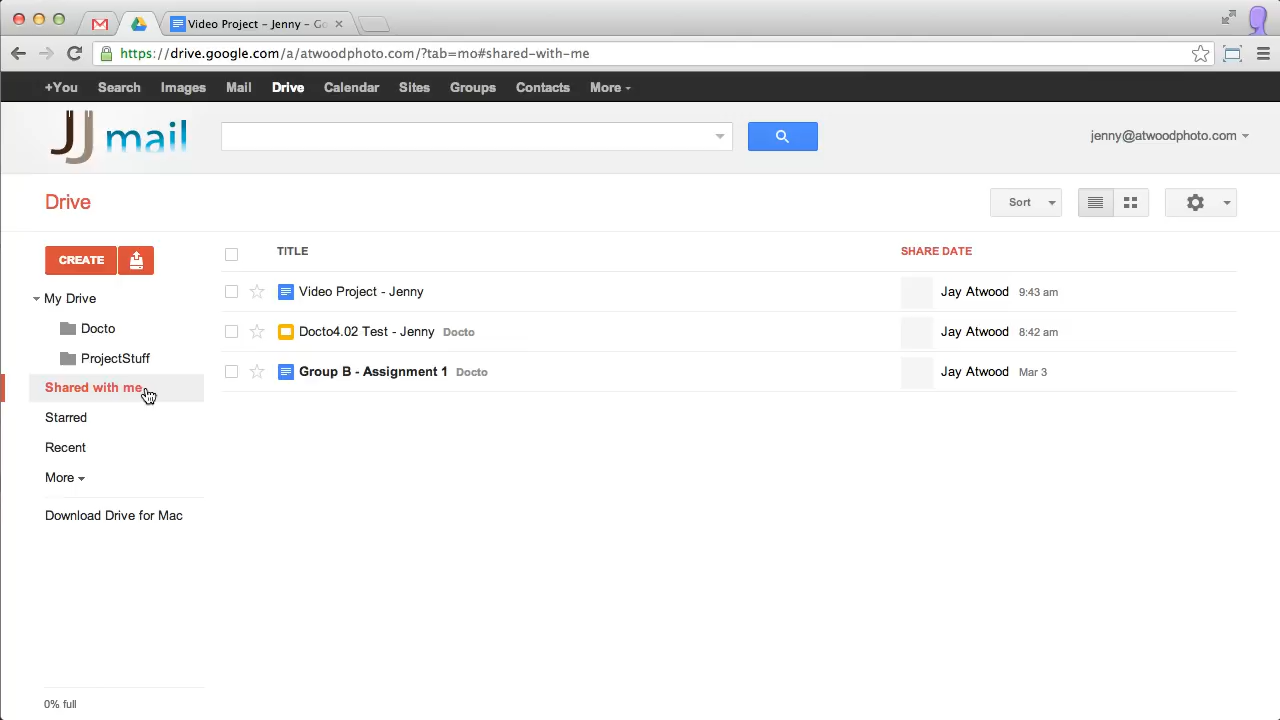 Video Project – Jenny – Go
https://drive.google.com/a/atwoodphoto.com/?tab=mo#shared-with-me
+You Search Images Mail Drive Calendar Sites Groups Contacts More
JJ mail
jenny@atwoodphoto.com
Drive
Sort
CREATE
TITLE
SHARE DATE
My Drive
Video Project - Jenny
Jay Atwood 9:43 am
Docto
Docto4.02 Test - Jenny Docto
Jay Atwood 8:42 am
ProjectStuff
Group B - Assignment 1 Docto
Jay Atwood Mar 3
Shared with me
Starred
Recent
More
Download Drive for Mac
0% full